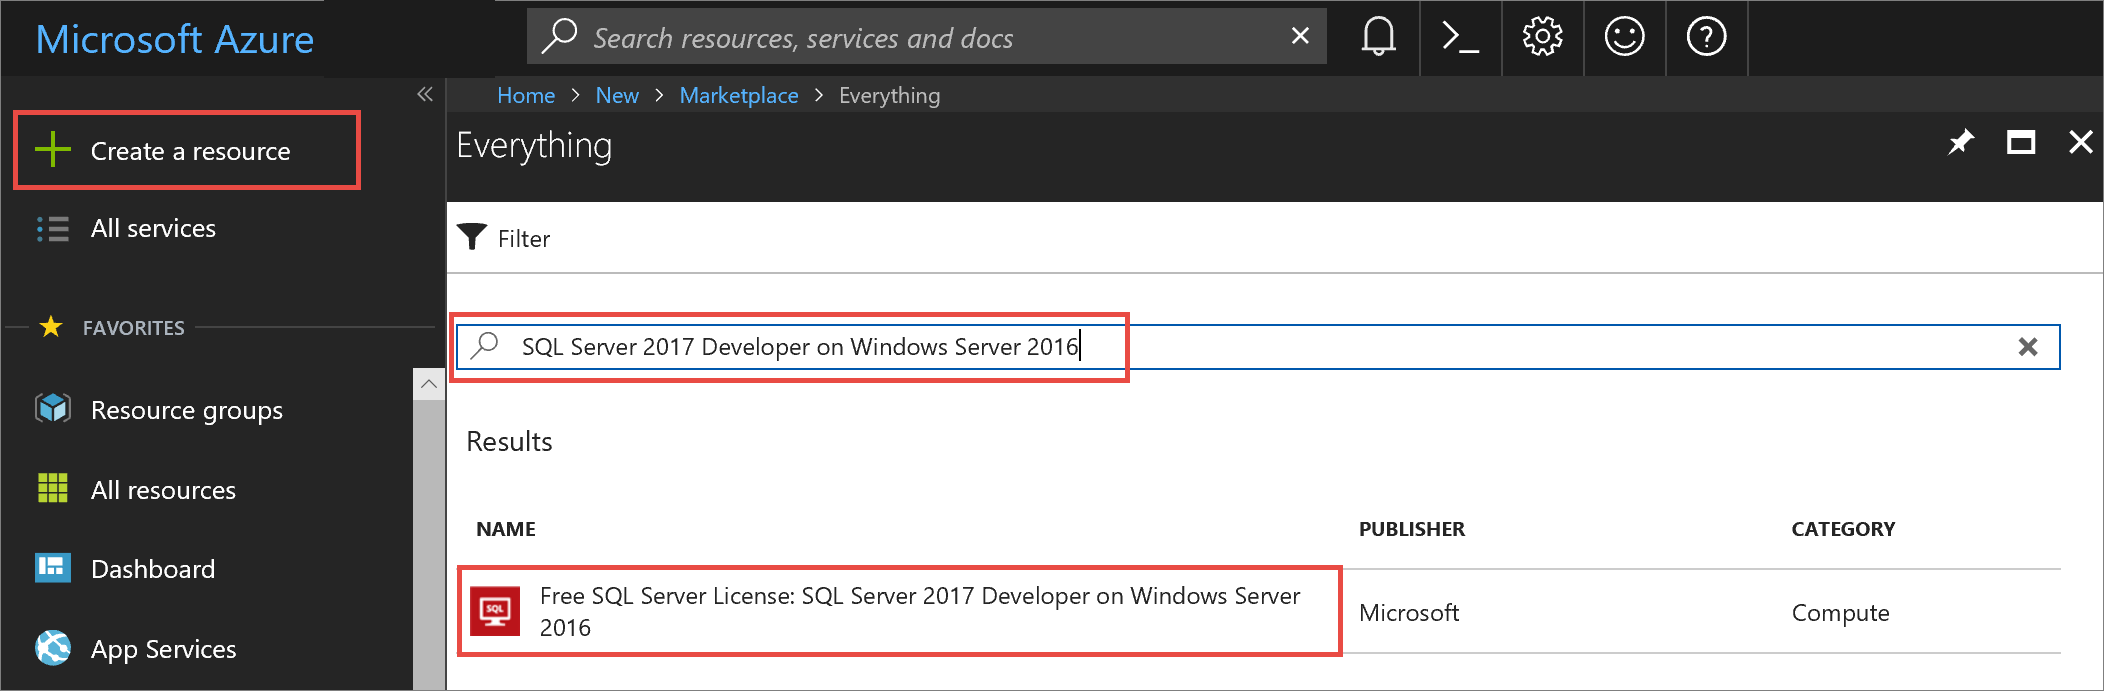 Microsoft Azure
Search resources, services and docs
Home > New > Marketplace > Everything
Everything
Create a resource
All services
FAVORITES
Resource groups
All resources
Dashboard
App Services
Filter
SQL Server 2017 Developer on Windows Server 2016
Results
NAME PUBLISHER CATEGORY
SQL
Free SQL Server License: SQL Server 2017 Developer on Windows Server
2016
Microsoft
Compute